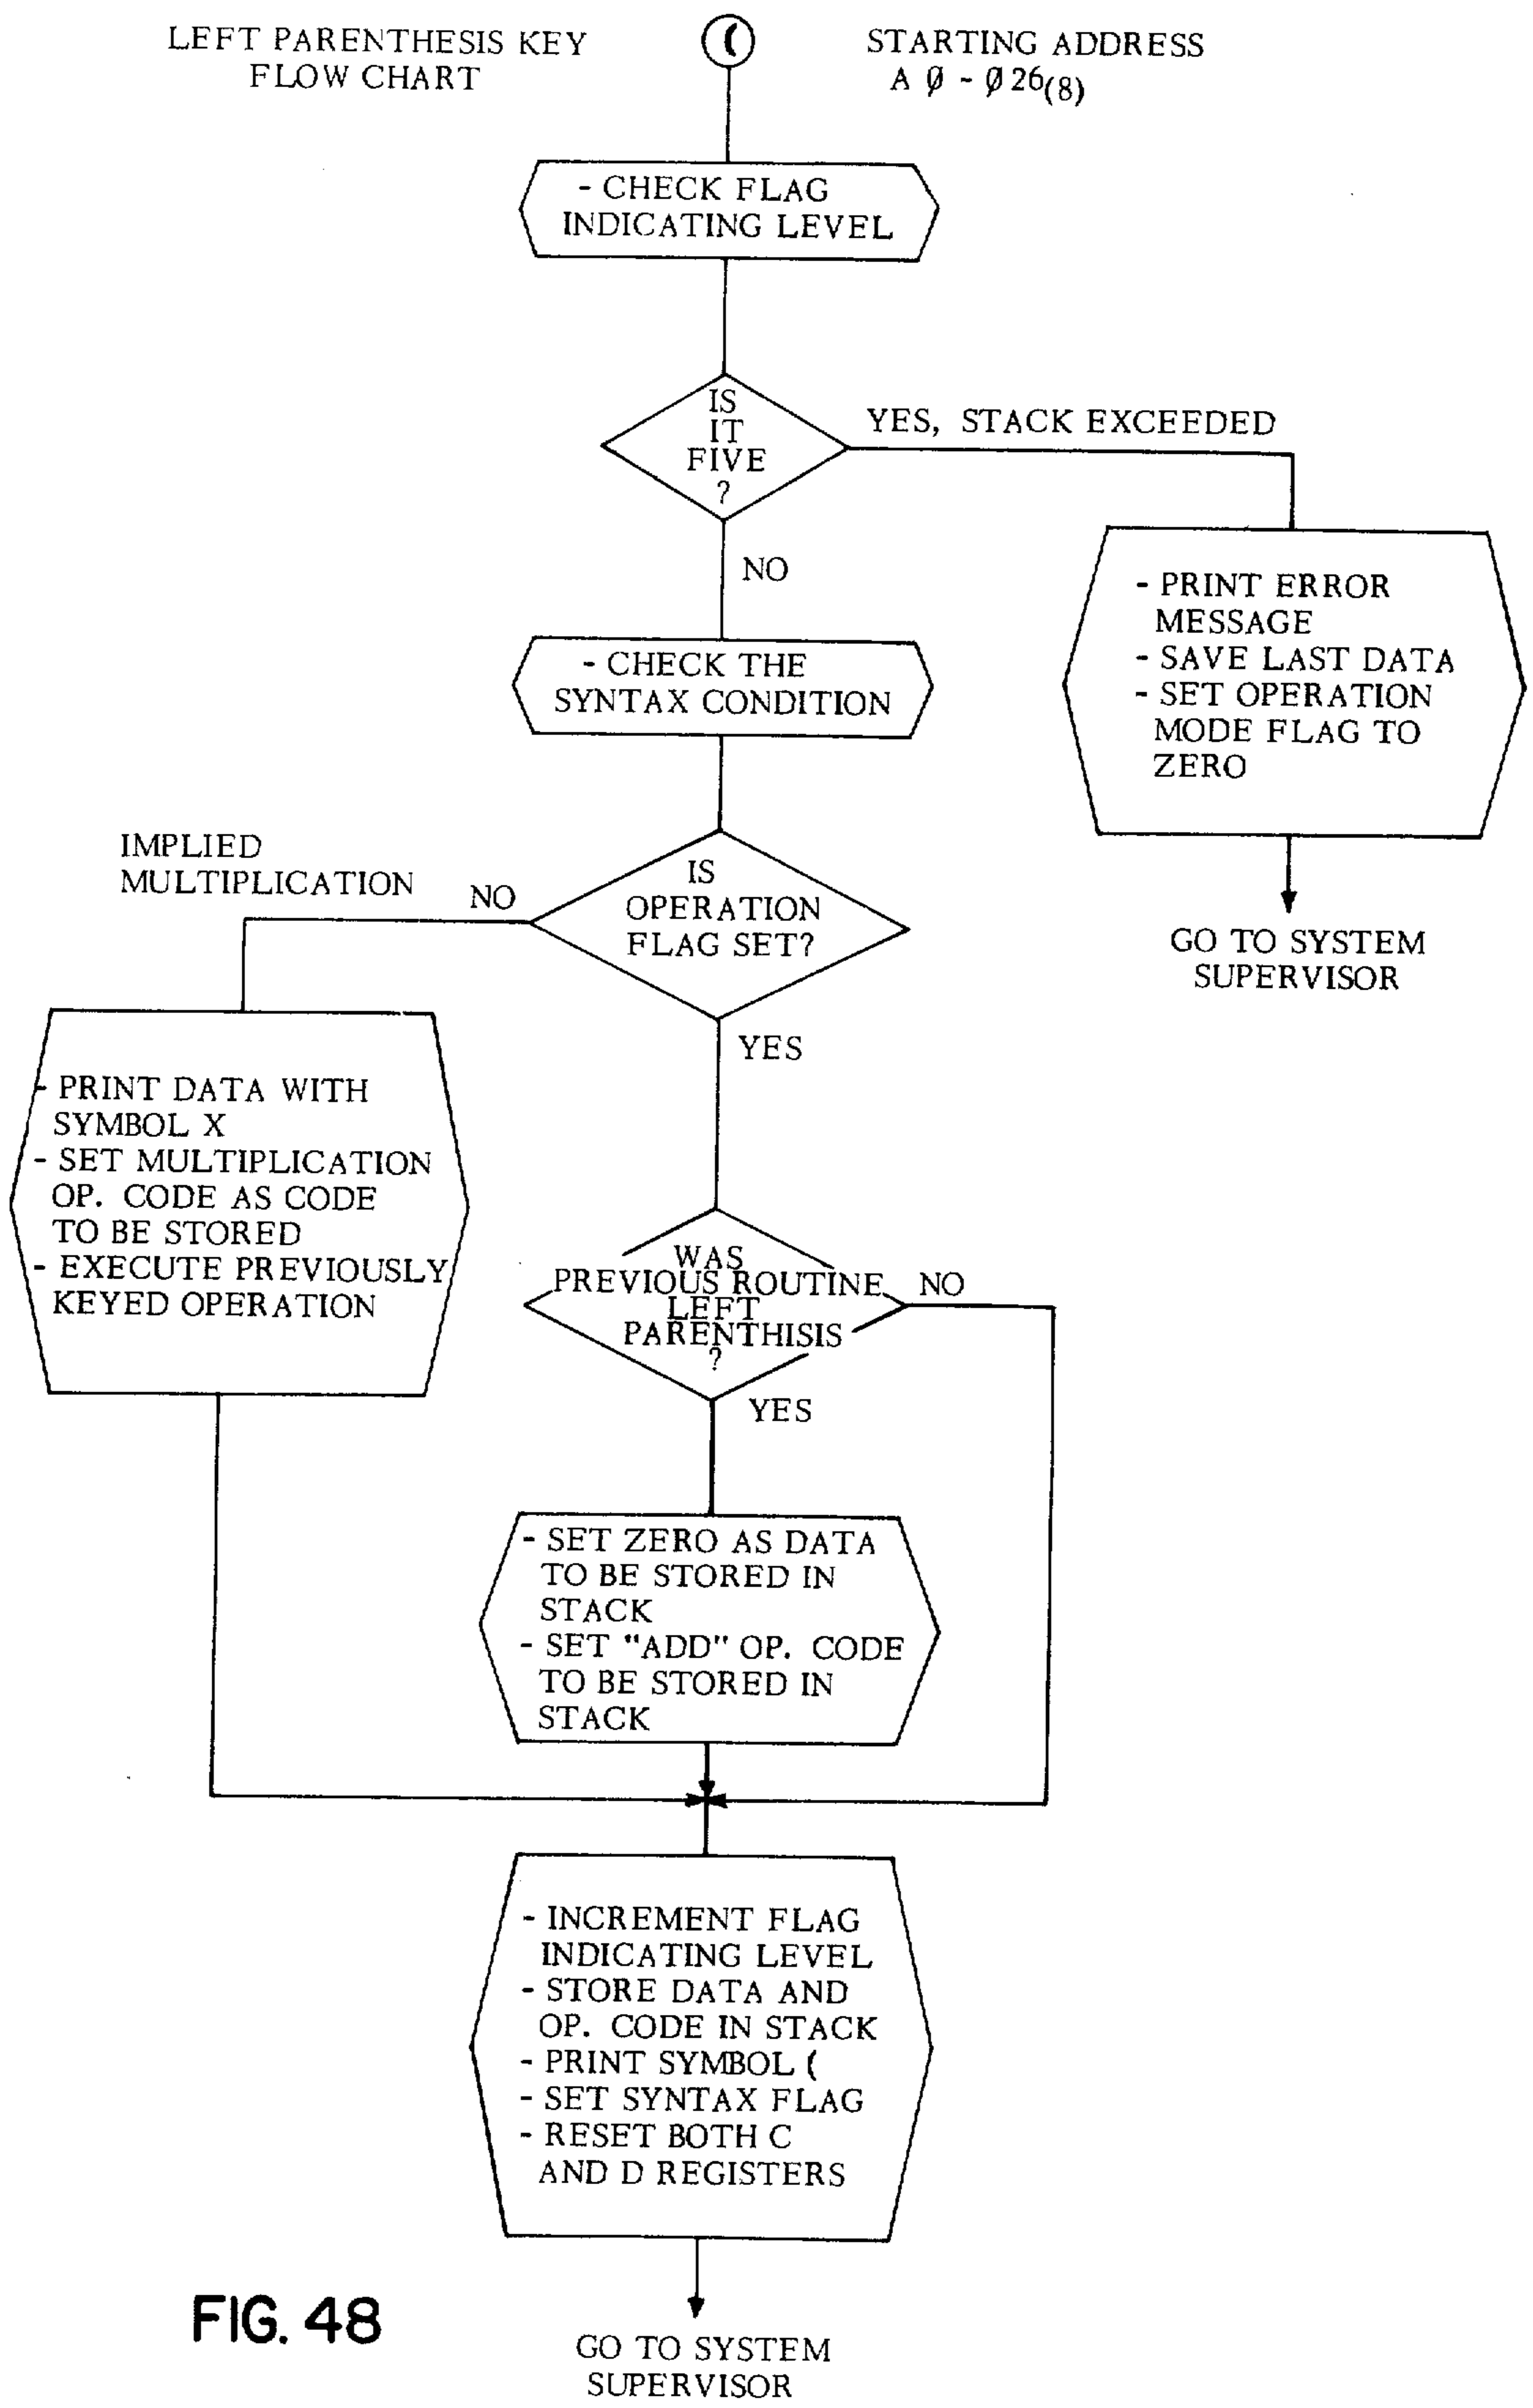 LEFT PARENTHESIS KEY
FLOW CHART
(
STARTING ADDRESS
A Ø - Ø 26(8)
- CHECK FLAG
INDICATING LEVEL
IS
IT
FIVE
?
YES, STACK EXCEEDED
NO
- PRINT ERROR
MESSAGE
- SAVE LAST DATA
- SET OPERATION
MODE FLAG TO
ZERO
GO TO SYSTEM
SUPERVISOR
- CHECK THE
SYNTAX CONDITION
IS
OPERATION
FLAG SET?
IMPLIED
MULTIPLICATION
NO
YES
- PRINT DATA WITH
SYMBOL X
- SET MULTIPLICATION
OP. CODE AS CODE
TO BE STORED
- EXECUTE PREVIOUSLY
KEYED OPERATION
WAS
PREVIOUS ROUTINE
LEFT
PARENTHISIS
?
NO
YES
- SET ZERO AS DATA
TO BE STORED IN
STACK
- SET "ADD" OP. CODE
TO BE STORED IN
STACK
- INCREMENT FLAG
INDICATING LEVEL
- STORE DATA AND
OP. CODE IN STACK
- PRINT SYMBOL (
- SET SYNTAX FLAG
- RESET BOTH C
AND D REGISTERS
GO TO SYSTEM
SUPERVISOR
FIG. 48